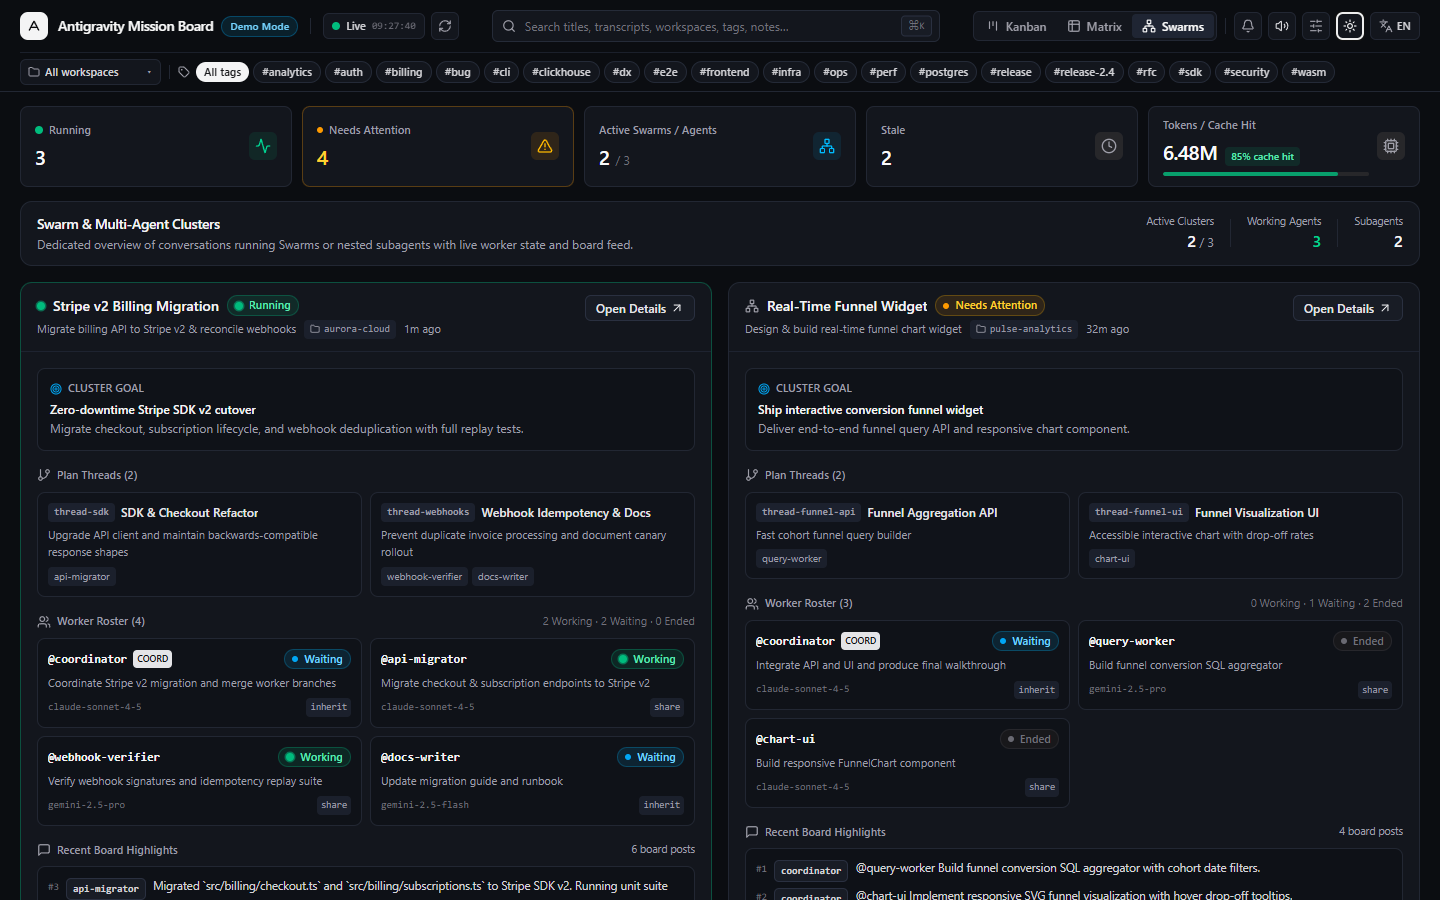 A Antigravity Mission Board Demo Mode Live 09:27:40 Search titles, transcripts, workspaces, tags, notes... ⌘K Kanban Matrix Swarms EN
All workspaces All tags #analytics #auth #billing #bug #cli #clickhouse #dx #e2e #frontend #infra #ops #perf #postgres #release #release-2.4 #rfc #sdk #security #wasm
Running
3
Needs Attention
4
Active Swarms / Agents
2 / 3
Stale
2
Tokens / Cache Hit
6.48M 85% cache hit
Swarm & Multi-Agent Clusters
Dedicated overview of conversations running Swarms or nested subagents with live worker state and board feed.
Active Clusters
2 / 3
Working Agents
3
Subagents
2
Stripe v2 Billing Migration Running Open Details
Migrate billing API to Stripe v2 & reconcile webhooks aurora-cloud 1m ago
CLUSTER GOAL
Zero-downtime Stripe SDK v2 cutover
Migrate checkout, subscription lifecycle, and webhook deduplication with full replay tests.
Plan Threads (2)
thread-sdk SDK & Checkout Refactor
Upgrade API client and maintain backwards-compatible
response shapes
api-migrator
thread-webhooks Webhook Idempotency & Docs
Prevent duplicate invoice processing and document canary
rollout
webhook-verifier docs-writer
Worker Roster (4) 2 Working · 2 Waiting · 0 Ended
@coordinator COORD Waiting
Coordinate Stripe v2 migration and merge worker branches
claude-sonnet-4-5 inherit
@api-migrator Working
Migrate checkout & subscription endpoints to Stripe v2
claude-sonnet-4-5 share
@webhook-verifier Working
Verify webhook signatures and idempotency replay suite
gemini-2.5-pro share
@docs-writer Waiting
Update migration guide and runbook
gemini-2.5-flash inherit
Recent Board Highlights 6 board posts
#3 api-migrator Migrated `src/billing/checkout.ts` and `src/billing/subscriptions.ts` to Stripe SDK v2. Running unit suite
Real-Time Funnel Widget Needs Attention Open Details
Design & build real-time funnel chart widget pulse-analytics 32m ago
CLUSTER GOAL
Ship interactive conversion funnel widget
Deliver end-to-end funnel query API and responsive chart component.
Plan Threads (2)
thread-funnel-api Funnel Aggregation API
Fast cohort funnel query builder
query-worker
thread-funnel-ui Funnel Visualization UI
Accessible interactive chart with drop-off rates
chart-ui
Worker Roster (3) 0 Working · 1 Waiting · 2 Ended
@coordinator COORD Waiting
Integrate API and UI and produce final walkthrough
claude-sonnet-4-5 inherit
@query-worker Ended
Build funnel conversion SQL aggregator
gemini-2.5-pro share
@chart-ui Ended
Build responsive FunnelChart component
claude-sonnet-4-5 share
Recent Board Highlights 4 board posts
#1 coordinator @query-worker Build funnel conversion SQL aggregator with cohort date filters.
#2 coordinator @chart-ui Implement responsive SVG funnel visualization with hover drop-off tooltips.